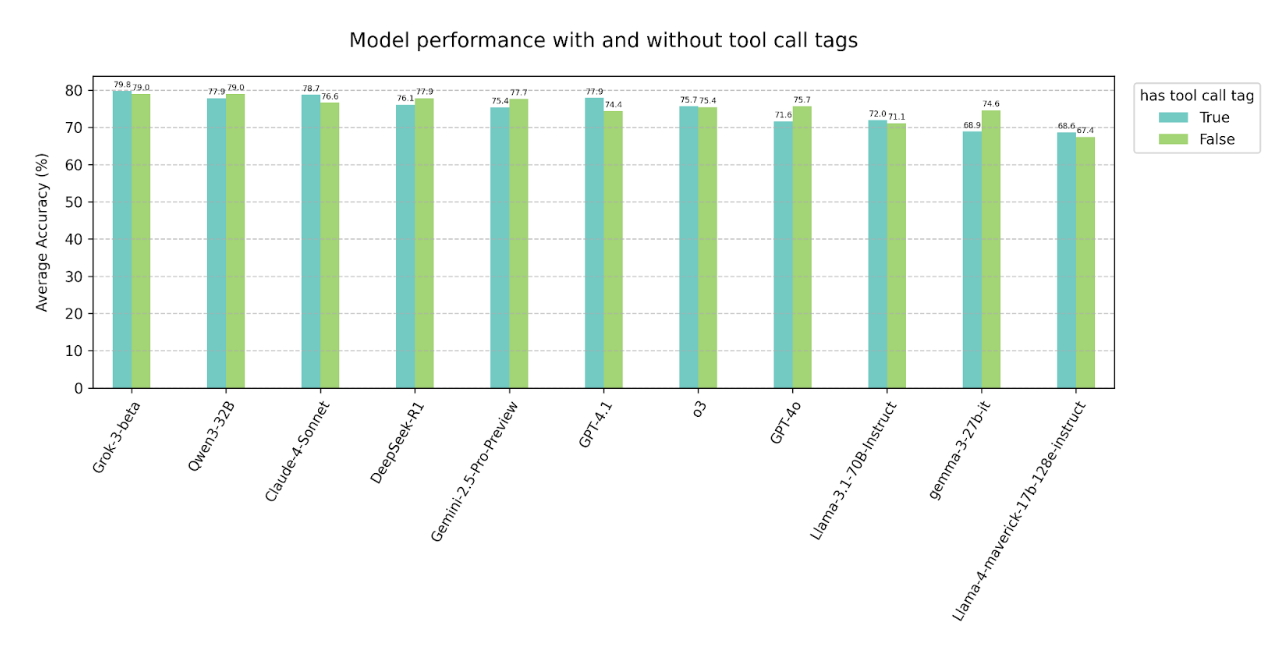 Model performance with and without tool call tags
has tool call tag
True
False
Average Accuracy (%)
80
70
60
50
40
30
20
10
0
79.8 79.0
77.9 79.0
78.7 76.6
76.1 77.9
75.4 77.7
77.9 74.4
75.7 75.4
71.6 75.7
72.0 71.1
68.9 74.6
68.6 67.4
Grok-3-beta
Qwen3-32B
Claude-4-Sonnet
DeepSeek-R1
Gemini-2.5-Pro-Preview
GPT-4.1
o3
GPT-4o
Llama-3.1-70B-Instruct
gemma-3-27b-it
Llama-4-maverick-17b-128e-instruct